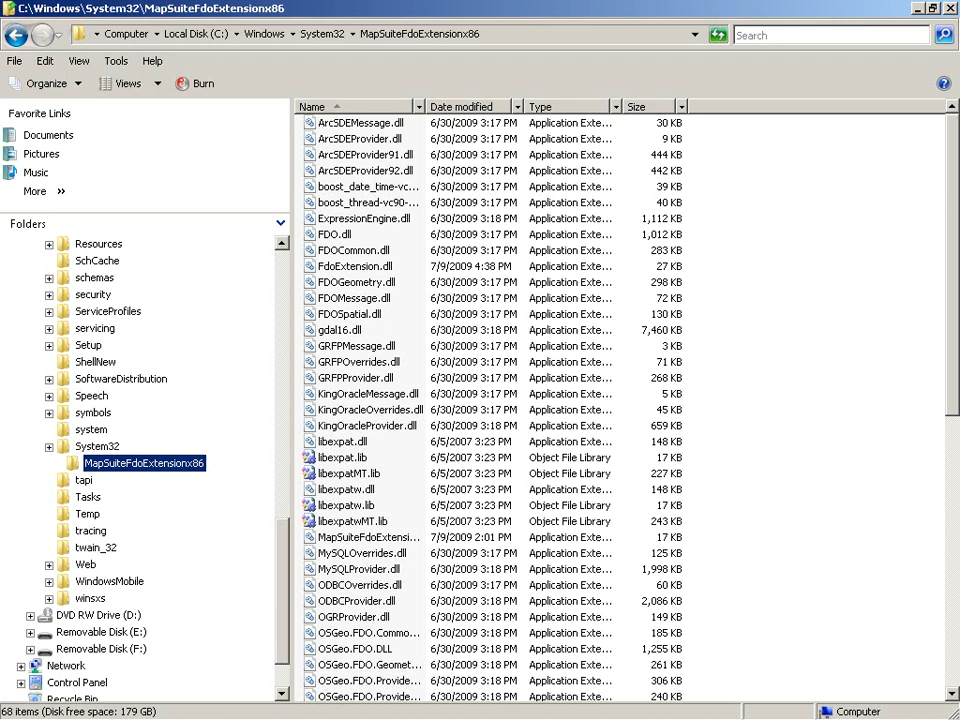 C:\Windows\System32\MapSuiteFdoExtensionx86
Computer Local Disk (C:) Windows System32 MapSuiteFdoExtensionx86 Search
File Edit View Tools Help
Organize Views Burn
Favorite Links
Documents
Pictures
Music
More »
Folders
Resources
SchCache
schemas
security
ServiceProfiles
servicing
Setup
ShellNew
SoftwareDistribution
Speech
symbols
system
System32
MapSuiteFdoExtensionx86
tapi
Tasks
Temp
tracing
twain_32
Web
WindowsMobile
winsxs
DVD RW Drive (D:)
Removable Disk (E:)
Removable Disk (F:)
Network
Control Panel
Recycle Bin
Name Date modified Type Size
ArcSDEMessage.dll 6/30/2009 3:17 PM Application Exte... 30 KB
ArcSDEProvider.dll 6/30/2009 3:17 PM Application Exte... 9 KB
ArcSDEProvider91.dll 6/30/2009 3:17 PM Application Exte... 444 KB
ArcSDEProvider92.dll 6/30/2009 3:17 PM Application Exte... 442 KB
boost_date_time-vc... 6/30/2009 3:17 PM Application Exte... 39 KB
boost_thread-vc90-... 6/30/2009 3:17 PM Application Exte... 40 KB
ExpressionEngine.dll 6/30/2009 3:18 PM Application Exte... 1,112 KB
FDO.dll 6/30/2009 3:17 PM Application Exte... 1,012 KB
FDOCommon.dll 6/30/2009 3:17 PM Application Exte... 283 KB
FdoExtension.dll 7/9/2009 4:38 PM Application Exte... 27 KB
FDOGeometry.dll 6/30/2009 3:17 PM Application Exte... 298 KB
FDOMessage.dll 6/30/2009 3:17 PM Application Exte... 72 KB
FDOSpatial.dll 6/30/2009 3:17 PM Application Exte... 130 KB
gdal16.dll 6/30/2009 3:18 PM Application Exte... 7,460 KB
GRFPMessage.dll 6/30/2009 3:17 PM Application Exte... 3 KB
GRFPOverrides.dll 6/30/2009 3:17 PM Application Exte... 71 KB
GRFPProvider.dll 6/30/2009 3:17 PM Application Exte... 268 KB
KingOracleMessage.dll 6/30/2009 3:17 PM Application Exte... 5 KB
KingOracleOverrides.dll 6/30/2009 3:17 PM Application Exte... 45 KB
KingOracleProvider.dll 6/30/2009 3:17 PM Application Exte... 659 KB
libexpat.dll 6/5/2007 3:23 PM Application Exte... 148 KB
libexpat.lib 6/5/2007 3:23 PM Object File Library 17 KB
libexpatMT.lib 6/5/2007 3:23 PM Object File Library 227 KB
libexpatw.dll 6/5/2007 3:23 PM Application Exte... 148 KB
libexpatw.lib 6/5/2007 3:23 PM Object File Library 17 KB
libexpatwMT.lib 6/5/2007 3:23 PM Object File Library 243 KB
MapSuiteFdoExtensi... 7/9/2009 2:01 PM Application Exte... 17 KB
MySQLOverrides.dll 6/30/2009 3:17 PM Application Exte... 125 KB
MySQLProvider.dll 6/30/2009 3:18 PM Application Exte... 1,998 KB
ODBCOverrides.dll 6/30/2009 3:17 PM Application Exte... 60 KB
ODBCProvider.dll 6/30/2009 3:18 PM Application Exte... 2,086 KB
OGRProvider.dll 6/30/2009 3:18 PM Application Exte... 149 KB
OSGeo.FDO.Commo... 6/30/2009 3:18 PM Application Exte... 185 KB
OSGeo.FDO.DLL 6/30/2009 3:18 PM Application Exte... 1,255 KB
OSGeo.FDO.Geomet... 6/30/2009 3:18 PM Application Exte... 261 KB
OSGeo.FDO.Provide... 6/30/2009 3:18 PM Application Exte... 306 KB
OSGeo.FDO.Provide... 6/30/2009 3:18 PM Application Exte... 240 KB
68 items (Disk free space: 179 GB) Computer